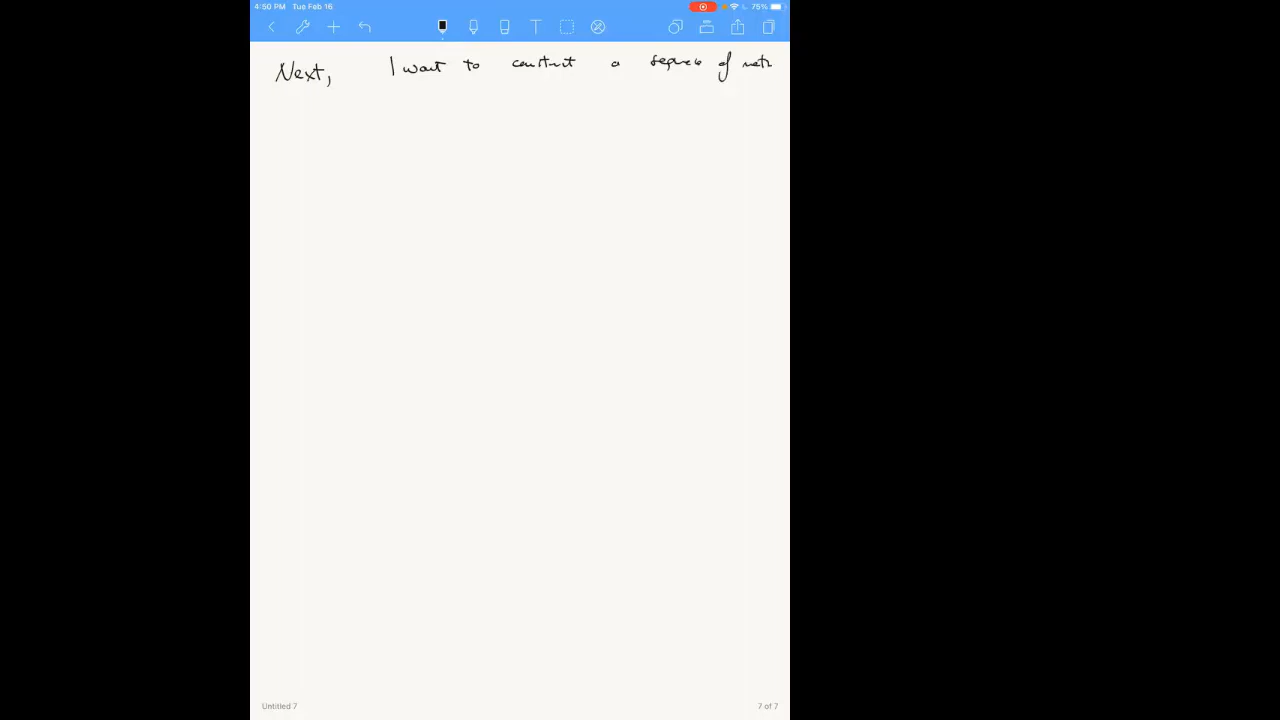 4:50 PM Tue Feb 16
75%
Next, I want to construct a sequence of
Untitled 7
7 of 7